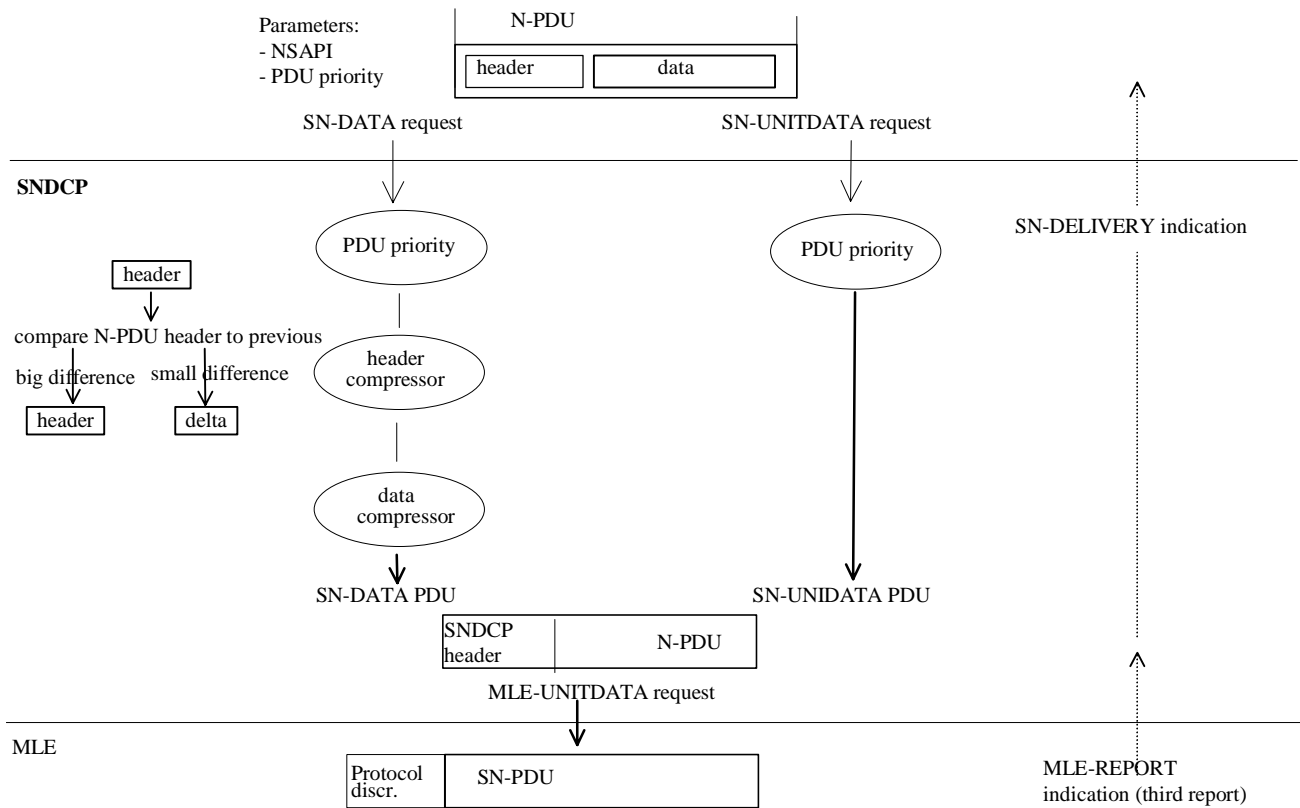 Parameters:
- NSAPI
- PDU priority
N-PDU
header
data
SN-DATA request
SN-UNITDATA request
SNDCP
PDU priority
PDU priority
SN-DELIVERY indication
header
compare N-PDU header to previous
big difference
small difference
header
delta
header
compressor
data
compressor
SN-DATA PDU
SN-UNIDATA PDU
SNDCP
header
N-PDU
MLE-UNITDATA request
MLE
Protocol
discr.
SN-PDU
MLE-REPORT
indication (third report)